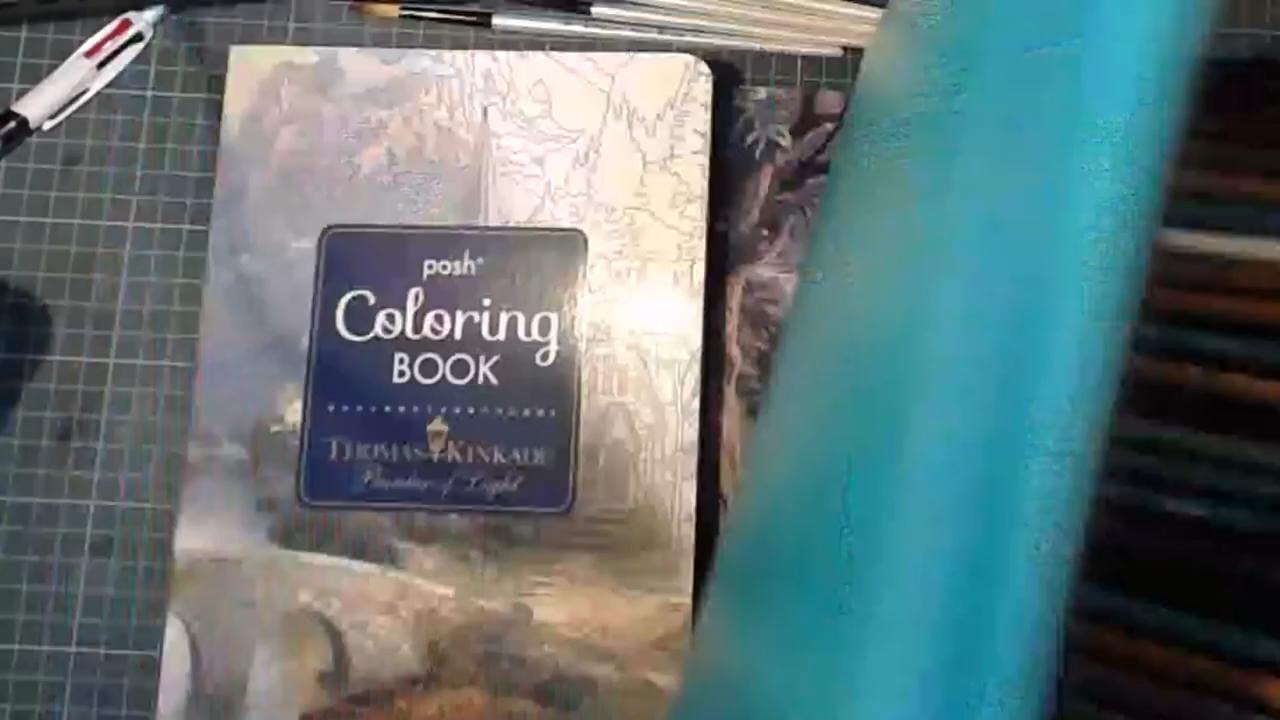 posh®
Coloring
BOOK
THOMAS KINKADE
Painter of Light